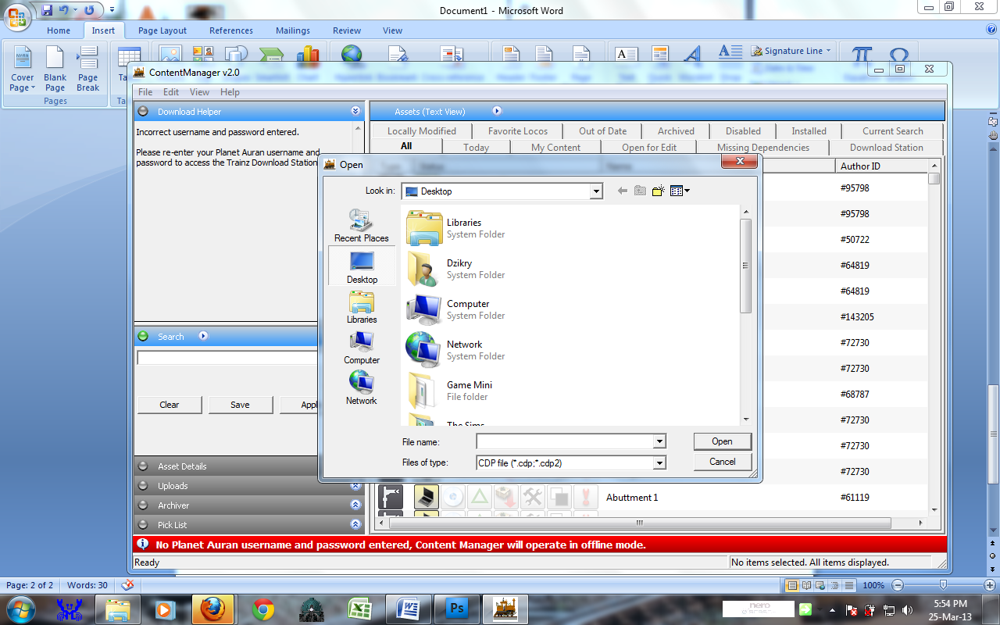 Document1 - Microsoft Word
Home Insert Page Layout References Mailings Review View
Signature Line
Cover Page
Blank Page
Page Break
Pages
ContentManager v2.0
File Edit View Help
Download Helper
Incorrect username and password entered.
Please re-enter your Planet Auran username and
password to access the Trainz Download Station
Assets (Text View)
Locally Modified Favorite Locos Out of Date Archived Disabled Installed Current Search
All Today My Content Open for Edit Missing Dependencies Download Station
Author ID
#95798
#95798
#50722
#64819
#64819
#143205
#72730
#72730
#68787
#72730
#72730
#72730
Abuttment 1 #61119
Open
Look in: Desktop
Recent Places
Desktop
Libraries
Computer
Network
Libraries
System Folder
Dzikry
System Folder
Computer
System Folder
Network
System Folder
Game Mini
File folder
The Sims
File name: Open
Files of type: CDP file (*.cdp;*.cdp2) Cancel
Search
Clear Save Appl
Asset Details
Uploads
Archiver
Pick List
No Planet Auran username and password entered, Content Manager will operate in offline mode.
Ready No items selected. All items displayed.
Page: 2 of 2 Words: 30 100%
Ps
nero
5:54 PM
25-Mar-13